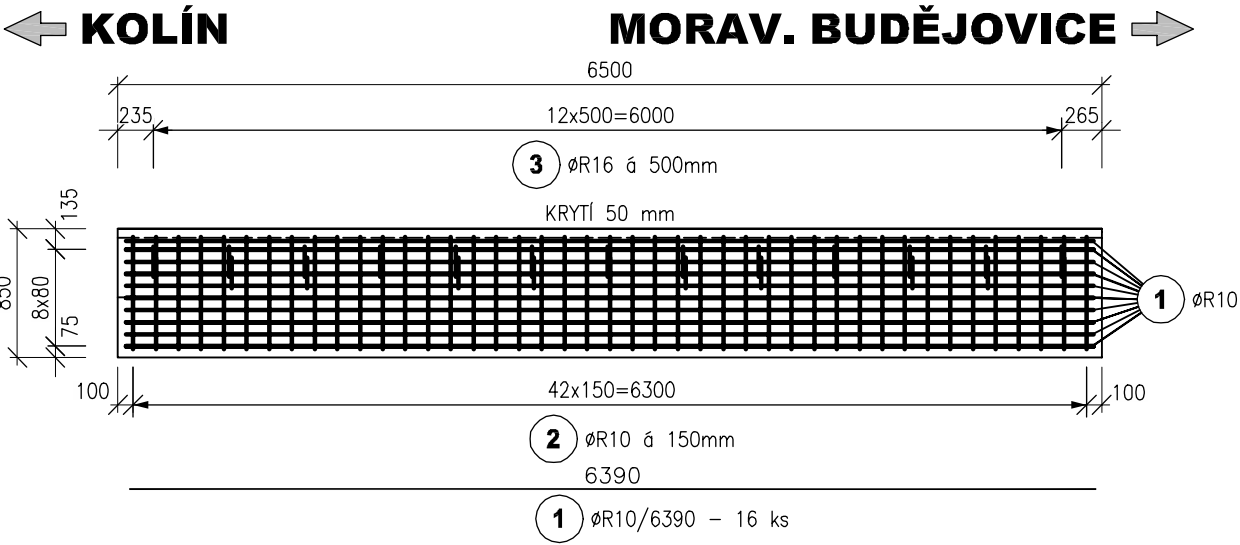 KOLÍN MORAV. BUDĚJOVICE
6500
235 12x500=6000 265
3 øR16 á 500mm
135
KRYTÍ 50 mm
850
8x80
75
1 øR10
100 42x150=6300 100
2 øR10 á 150mm
6390
1 øR10/6390 – 16 ks